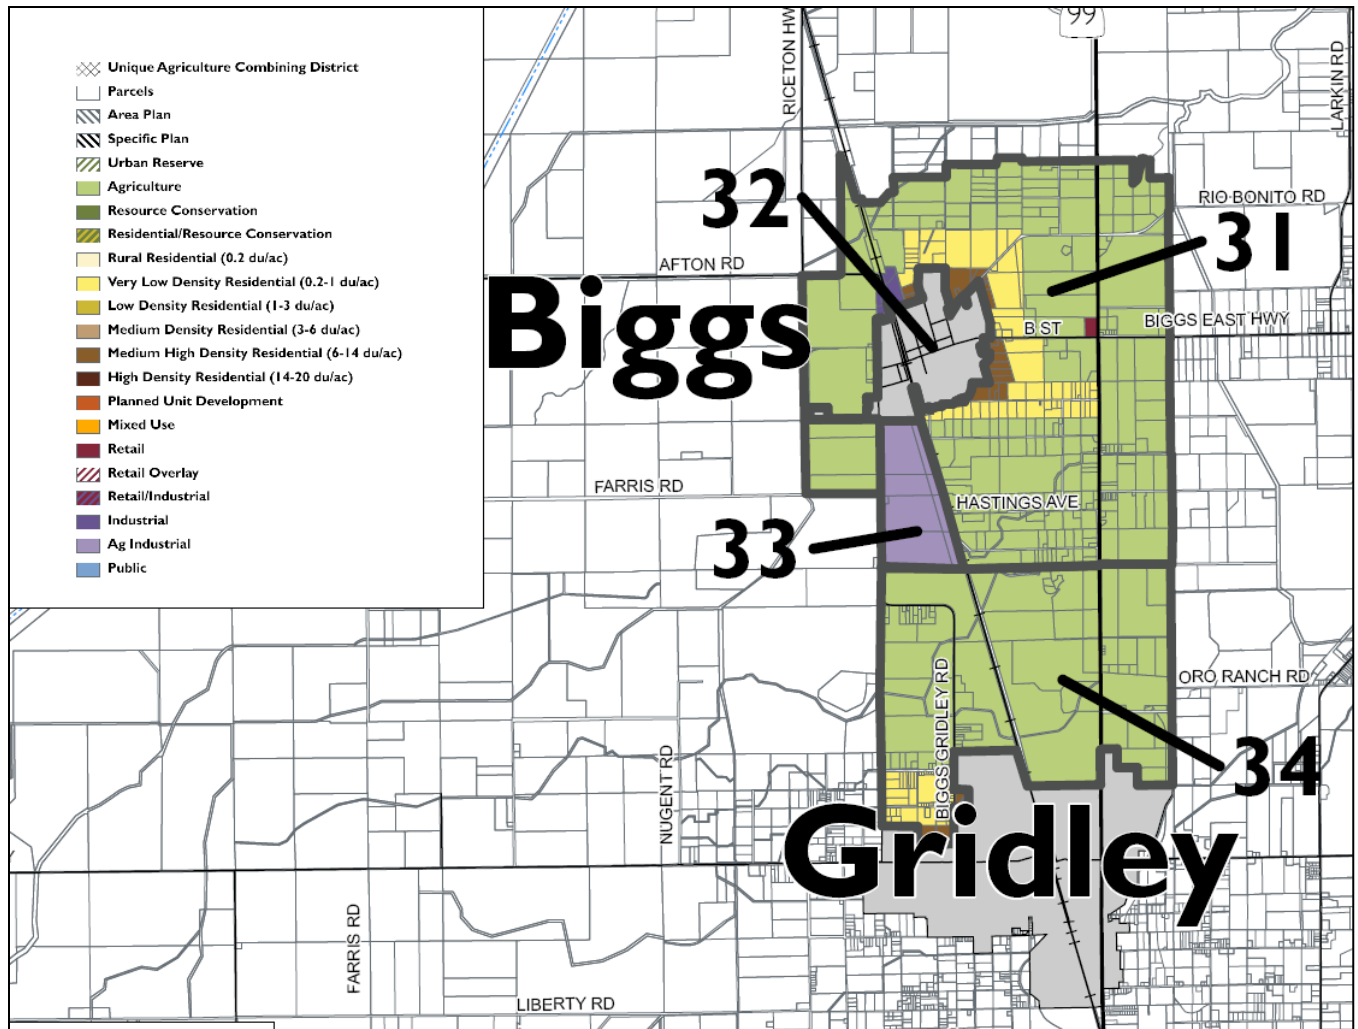 Unique Agriculture Combining District
Parcels
Area Plan
Specific Plan
Urban Reserve
Agriculture
Resource Conservation
Residential/Resource Conservation
Rural Residential (0.2 du/ac)
Very Low Density Residential (0.2-1 du/ac)
Low Density Residential (1-3 du/ac)
Medium Density Residential (3-6 du/ac)
Medium High Density Residential (6-14 du/ac)
High Density Residential (14-20 du/ac)
Planned Unit Development
Mixed Use
Retail
Retail Overlay
Retail/Industrial
Industrial
Ag Industrial
Public
RICETON HW
99
LARKIN RD
32
RIO BONITO RD
31
AFTON RD
Biggs
B ST
BIGGS EAST HWY
FARRIS RD
HASTINGS AVE
33
ORO RANCH RD
BIGGS GRIDLEY RD
NUGENT RD
34
Gridley
FARRIS RD
LIBERTY RD